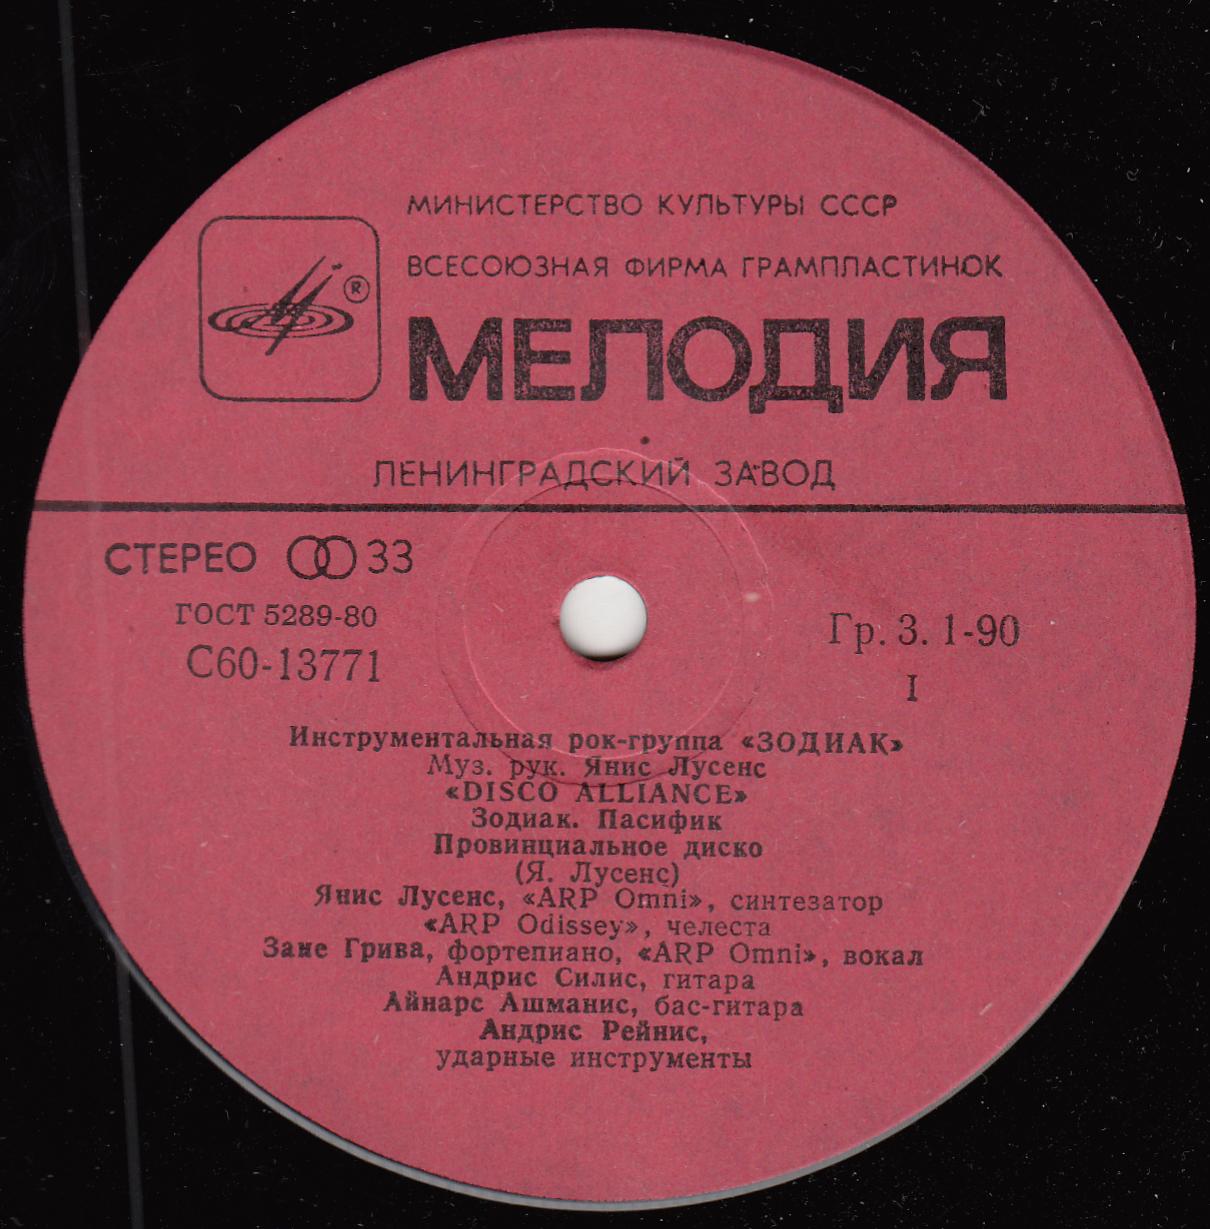 МИНИСТЕРСТВО КУЛЬТУРЫ СССР
ВСЕСОЮЗНАЯ ФИРМА ГРАМПЛАСТИНОК
®
МЕЛОДИЯ
ЛЕНИНГРАДСКИЙ ЗАВОД
СТЕРЕО 33
ГОСТ 5289-80
С60-13771
Гр. 3. 1-90
I
Инструментальная рок-группа «ЗОДИАК»
Муз. рук. Янис Лусенс
«DISCO ALLIANCE»
Зодиак. Пасифик
Провинциальное диско
(Я. Лусенс)
Янис Лусенс, «ARP Omni», синтезатор
«ARP Odissey», челеста
Зане Грива, фортепиано, «ARP Omni», вокал
Андрис Силис, гитара
Айнарс Ашманис, бас-гитара
Андрис Рейнис,
ударные инструменты